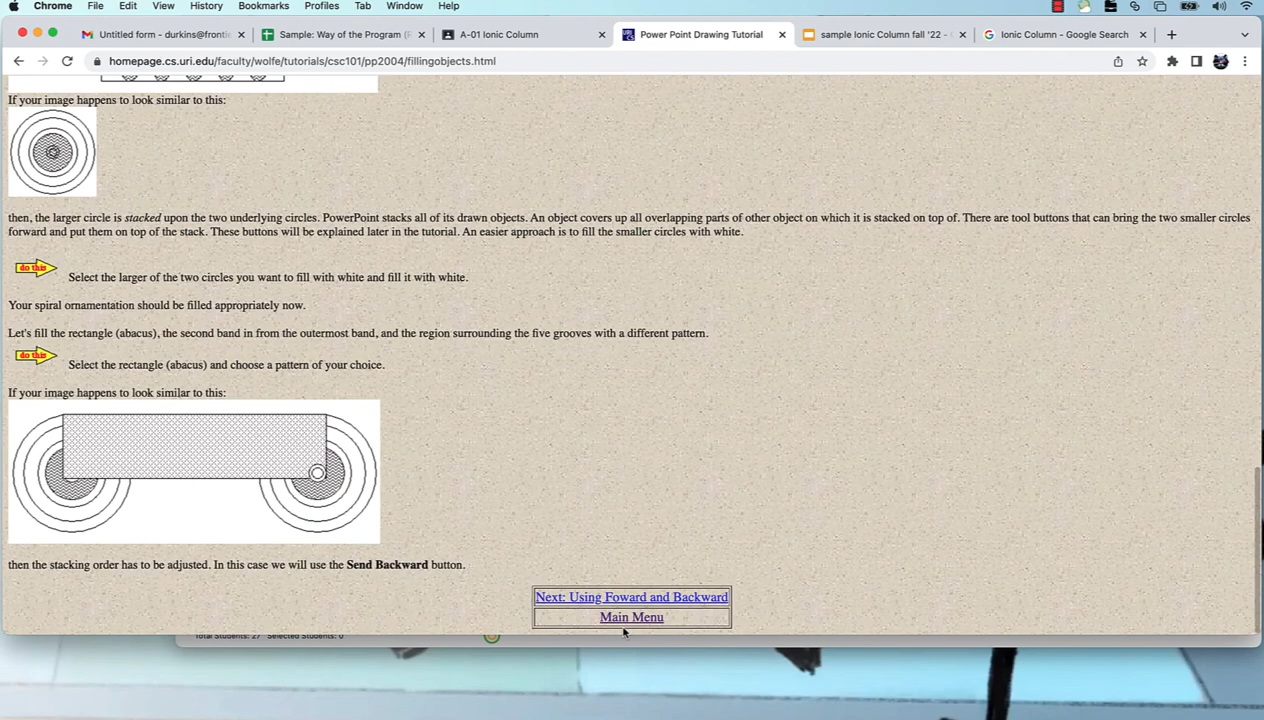 Chrome File Edit View History Bookmarks Profiles Tab Window Help
Untitled form - durkins@frontie Sample: Way of the Program (F A-01 Ionic Column Power Point Drawing Tutorial sample Ionic Column fall '22 - Ionic Column - Google Search
homepage.cs.uri.edu/faculty/wolfe/tutorials/csc101/pp2004/fillingobjects.html
If your image happens to look similar to this:
then, the larger circle is stacked upon the two underlying circles. PowerPoint stacks all of its drawn objects. An object covers up all overlapping parts of other object on which it is stacked on top of. There are tool buttons that can bring the two smaller circles
forward and put them on top of the stack. These buttons will be explained later in the tutorial. An easier approach is to fill the smaller circles with white.
do this Select the larger of the two circles you want to fill with white and fill it with white.
Your spiral ornamentation should be filled appropriately now.
Let's fill the rectangle (abacus), the second band in from the outermost band, and the region surrounding the five grooves with a different pattern.
do this Select the rectangle (abacus) and choose a pattern of your choice.
If your image happens to look similar to this:
then the stacking order has to be adjusted. In this case we will use the Send Backward button.
Next: Using Foward and Backward
Main Menu
Total Students: 27 Selected Students: 0